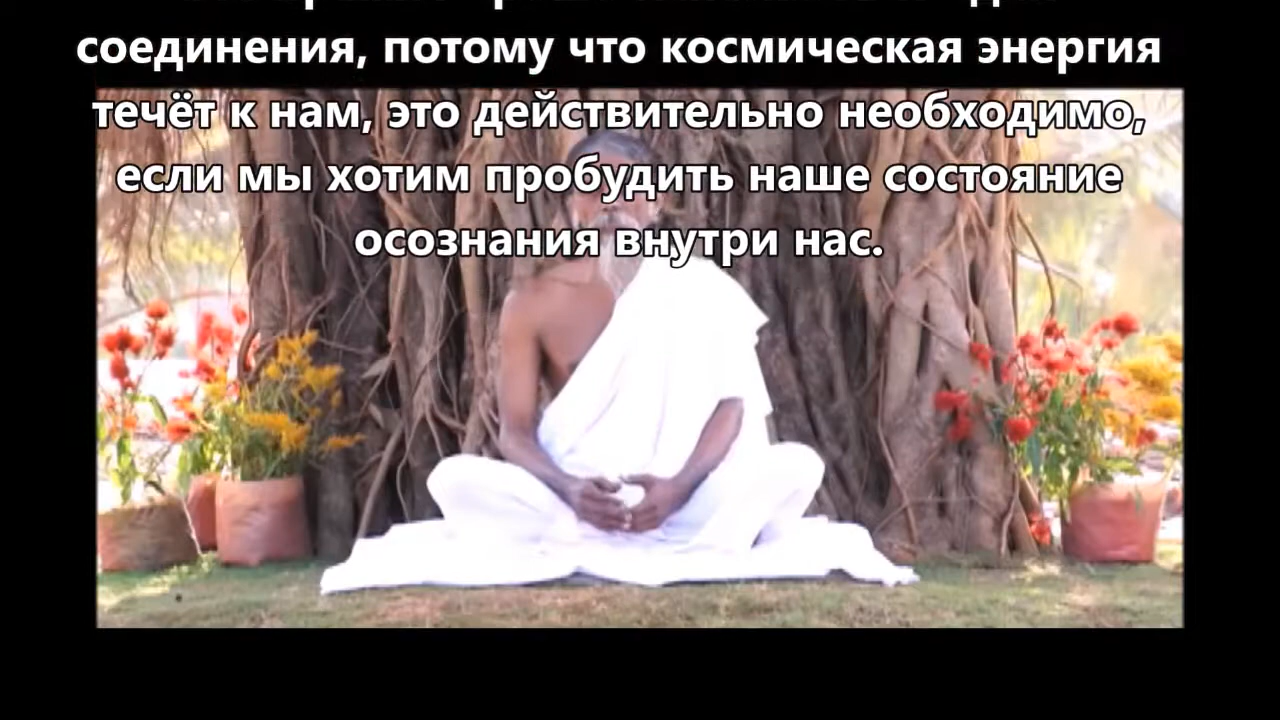 соединения, потому что космическая энергия
течёт к нам, это действительно необходимо,
если мы хотим пробудить наше состояние
осознания внутри нас.